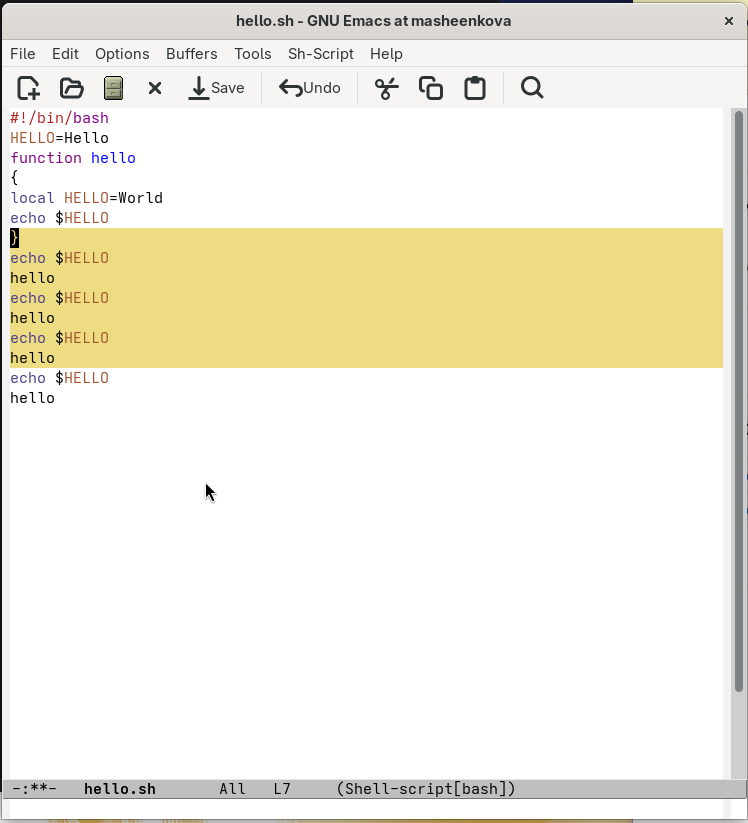 hello.sh - GNU Emacs at masheenkova ×
File Edit Options Buffers Tools Sh-Script Help
Save Undo
#!/bin/bash
HELLO=Hello
function hello
{
local HELLO=World
echo $HELLO
}
echo $HELLO
hello
echo $HELLO
hello
echo $HELLO
hello
echo $HELLO
hello
-:**- hello.sh All L7 (Shell-script[bash])